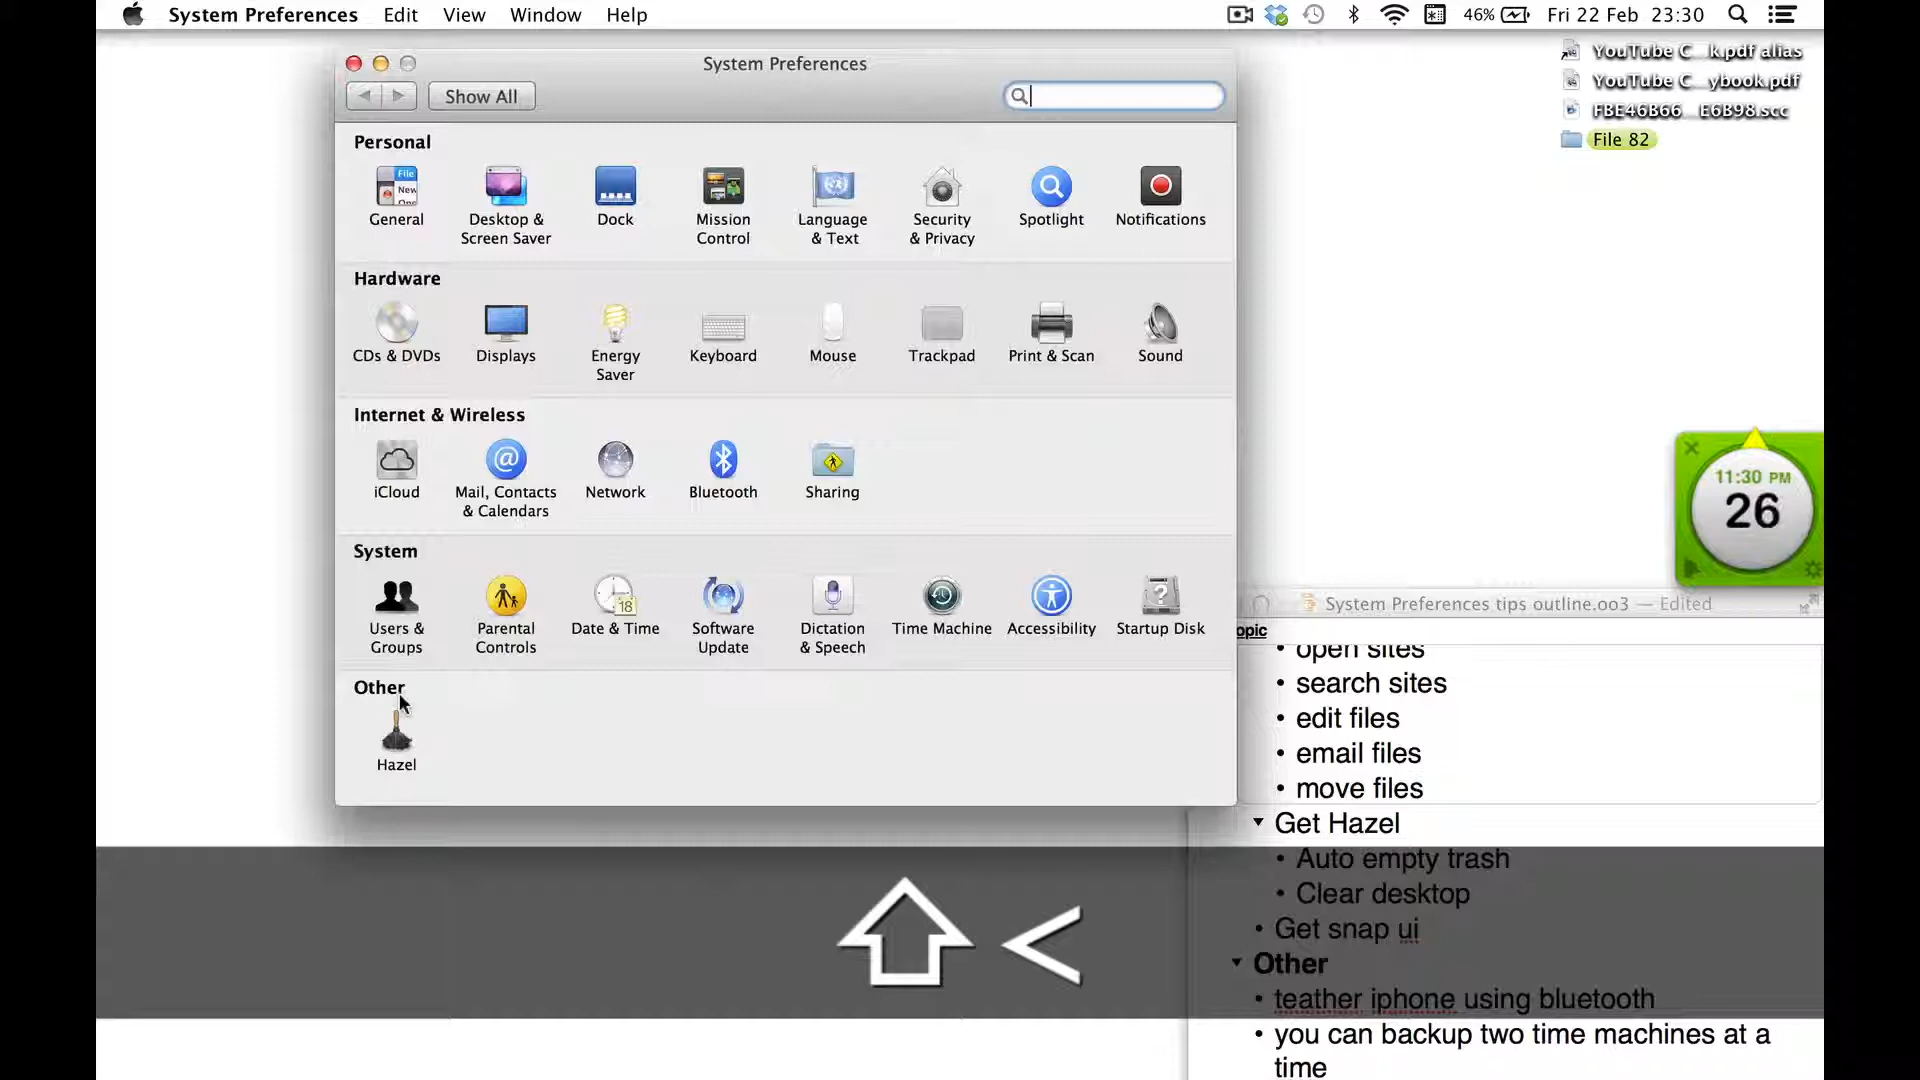 System Preferences Edit View Window Help
46% Fri 22 Feb 23:30
System Preferences
Show All
YouTube C...k.pdf alias
YouTube C...ybook.pdf
FBE46B66...E6B98.scc
File 82
Personal
General
Desktop & Screen Saver
Dock
Mission Control
Language & Text
Security & Privacy
Spotlight
Notifications
Hardware
CDs & DVDs
Displays
Energy Saver
Keyboard
Mouse
Trackpad
Print & Scan
Sound
Internet & Wireless
iCloud
Mail, Contacts & Calendars
Network
Bluetooth
Sharing
System
Users & Groups
Parental Controls
Date & Time
18
Software Update
Dictation & Speech
Time Machine
Accessibility
Startup Disk
Other
Hazel
11:30 PM
26
System Preferences tips outline.oo3 — Edited
opic
• open sites
• search sites
• edit files
• email files
• move files
▼ Get Hazel
• Auto empty trash
• Clear desktop
• Get snap ui
▼ Other
• teather iphone using bluetooth
• you can backup two time machines at a
time
<